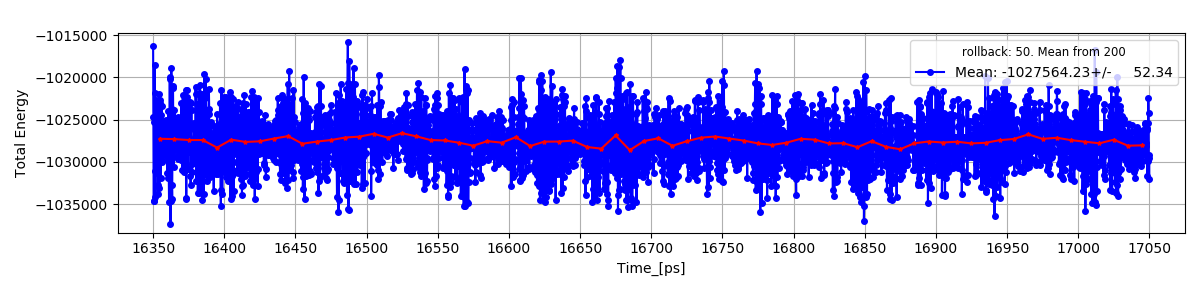 −1015000
−1020000
−1025000
−1030000
−1035000
Total Energy
rollback: 50. Mean from 200
Mean: -1027564.23+/- 52.34
16350 16400 16450 16500 16550 16600 16650 16700 16750 16800 16850 16900 16950 17000 17050
Time_[ps]